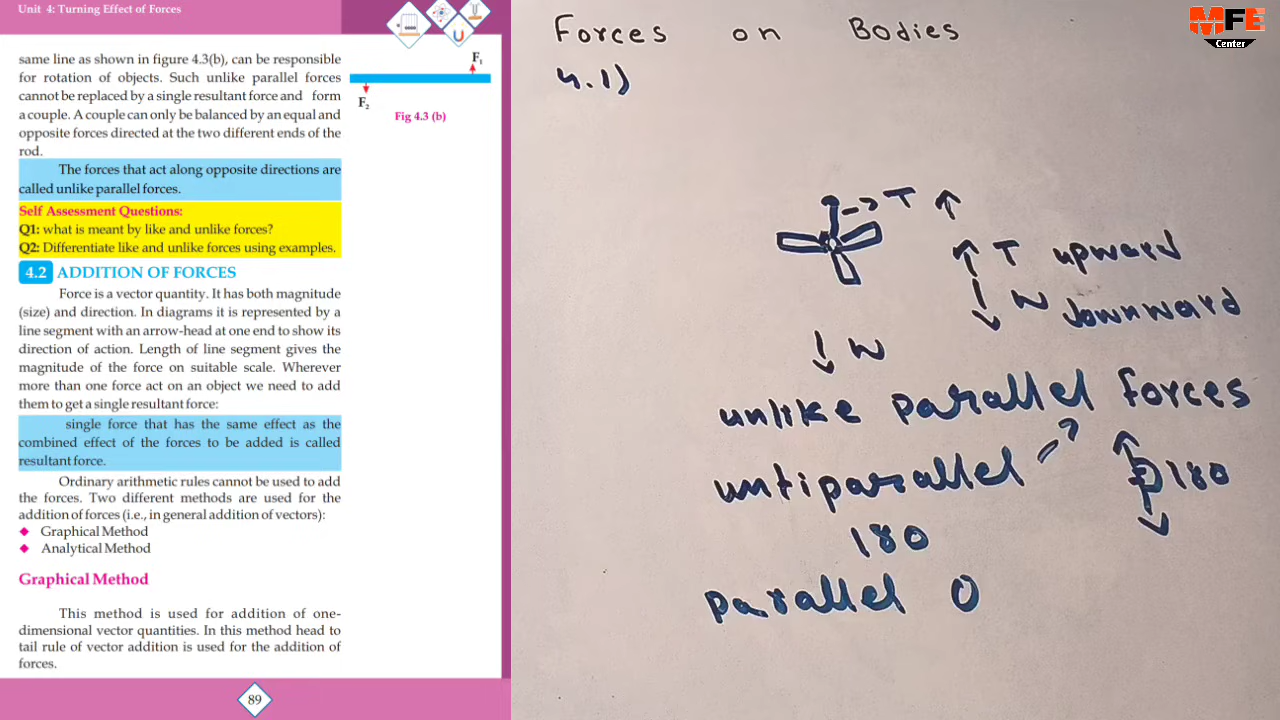 Unit 4: Turning Effect of Forces
same line as shown in figure 4.3(b), can be responsible
for rotation of objects. Such unlike parallel forces
cannot be replaced by a single resultant force and form
a couple. A couple can only be balanced by an equal and
opposite forces directed at the two different ends of the
rod.
F₁
F₂
Fig 4.3 (b)
The forces that act along opposite directions are
called unlike parallel forces.
Self Assessment Questions:
Q1: what is meant by like and unlike forces?
Q2: Differentiate like and unlike forces using examples.
4.2 ADDITION OF FORCES
Force is a vector quantity. It has both magnitude
(size) and direction. In diagrams it is represented by a
line segment with an arrow-head at one end to show its
direction of action. Length of line segment gives the
magnitude of the force on suitable scale. Wherever
more than one force act on an object we need to add
them to get a single resultant force:
single force that has the same effect as the
combined effect of the forces to be added is called
resultant force.
Ordinary arithmetic rules cannot be used to add
the forces. Two different methods are used for the
addition of forces (i.e., in general addition of vectors):
Graphical Method
Analytical Method
Graphical Method
This method is used for addition of one-
dimensional vector quantities. In this method head to
tail rule of vector addition is used for the addition of
forces.
89
Forces on Bodies
4.1)
T
T upward
W downward
W
unlike parallel forces
untiparallel
180
180
parallel 0
MFE
Center